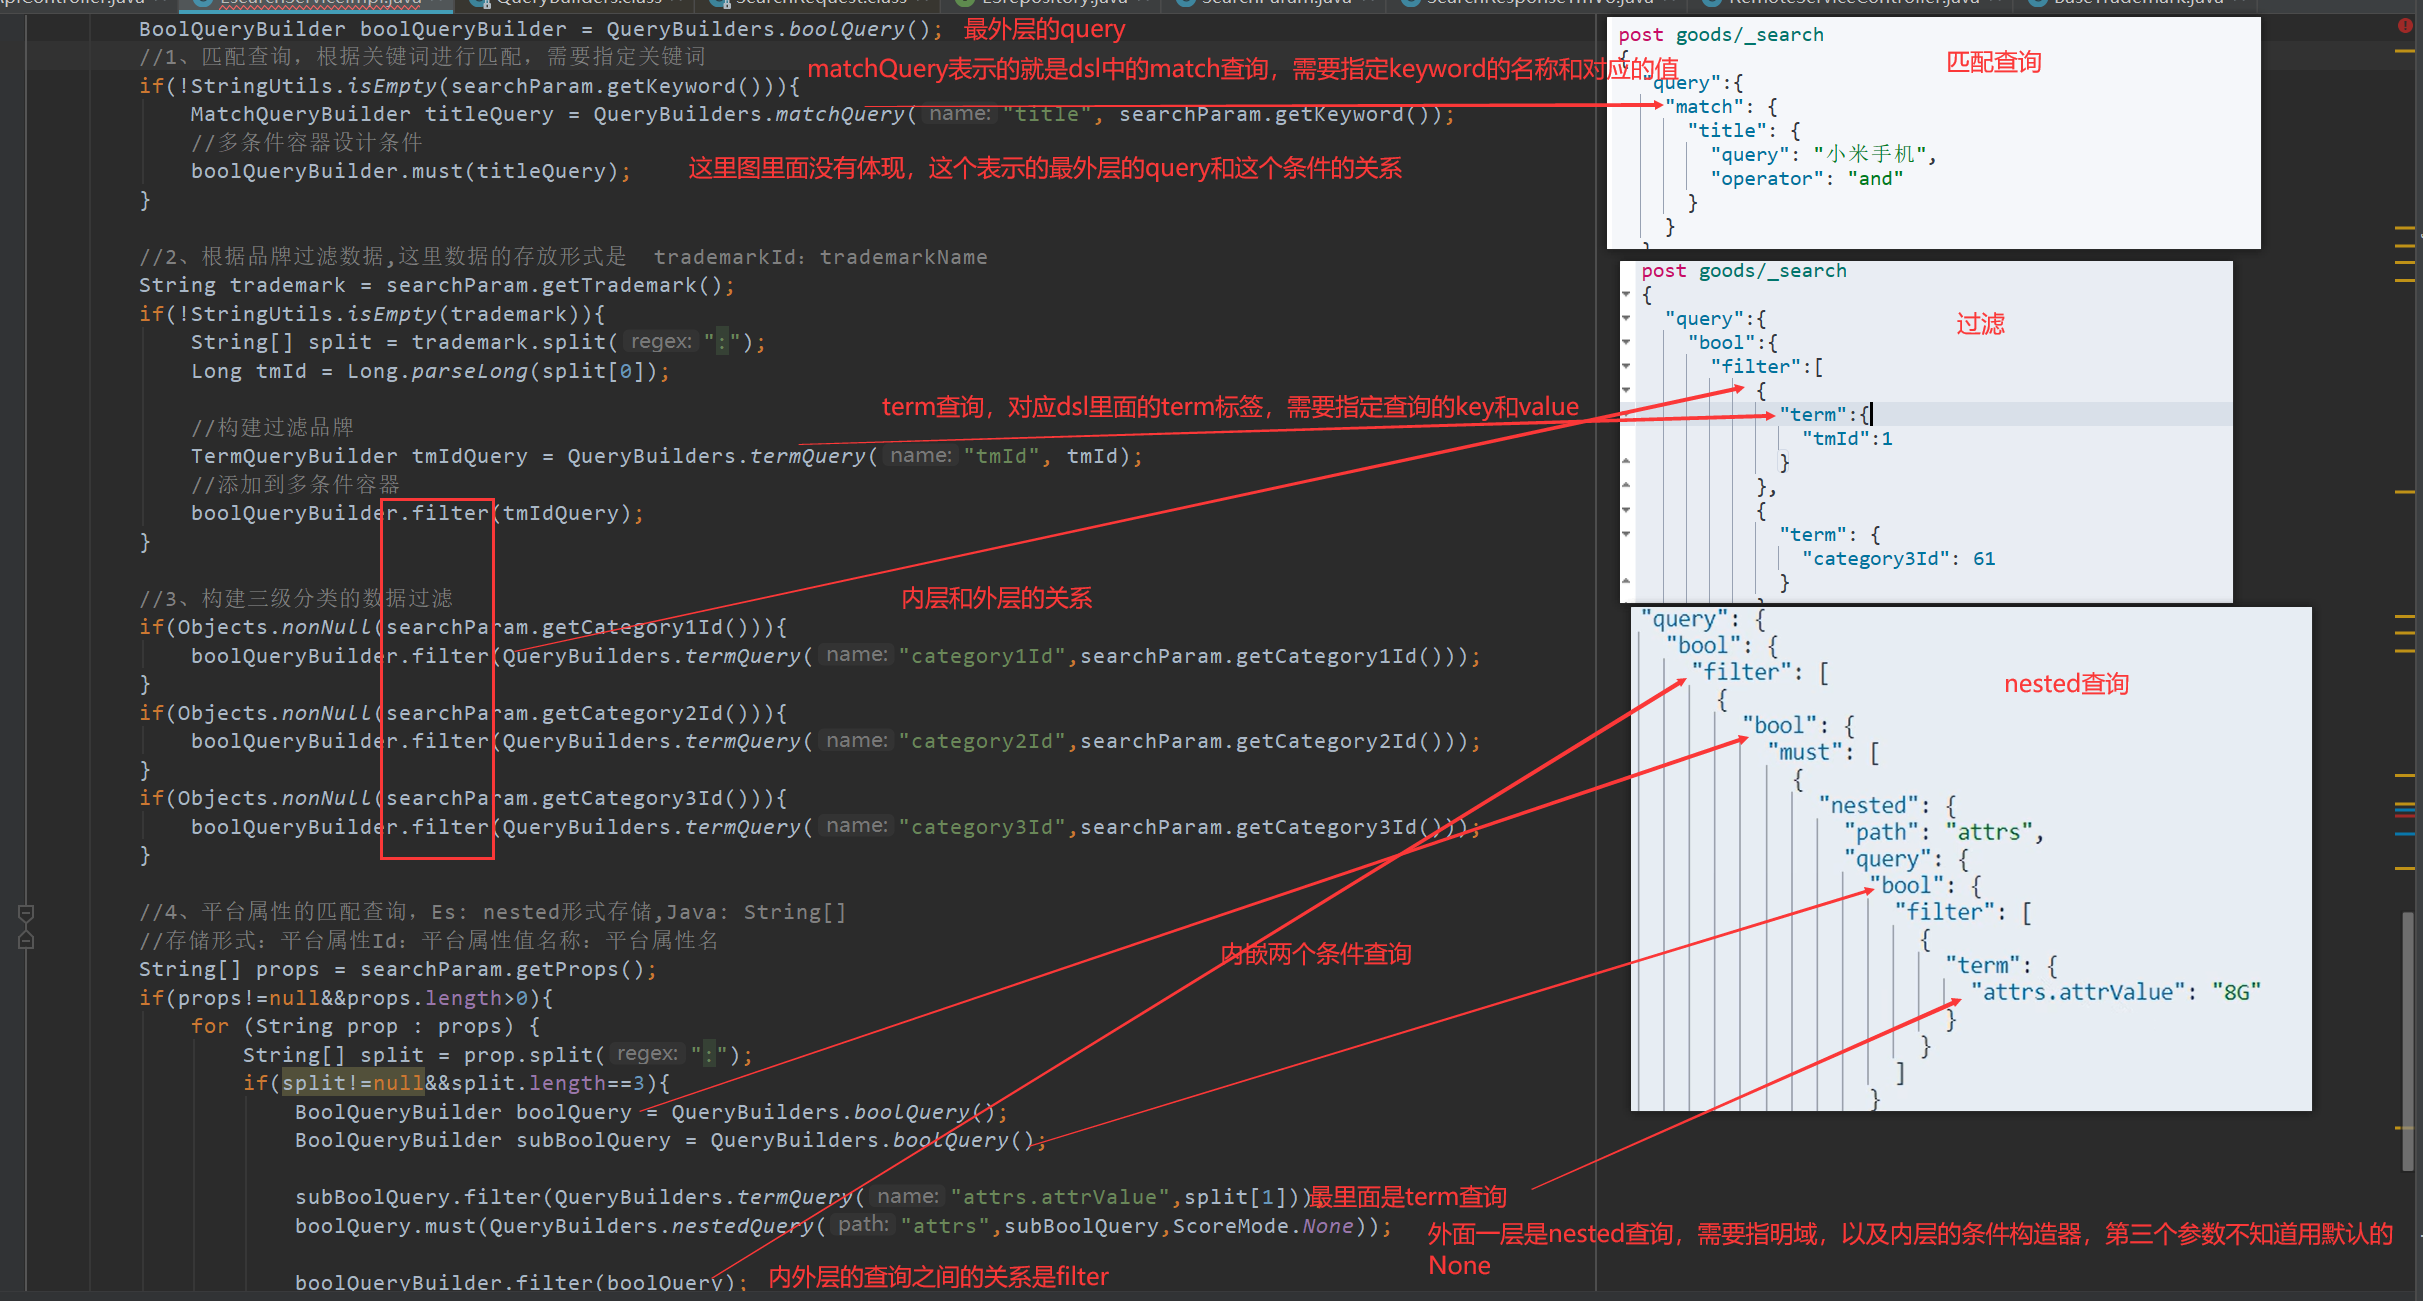 EsearchServiceImpl.java
QueryBuilders.class
SearchRequest.class
ESrepository.java
SearchParam.java
SearchResponseTmVo.java
RemoteServiceController.java
BaseTrademark.java
BoolQueryBuilder boolQueryBuilder = QueryBuilders.boolQuery();
最外层的query
//1、匹配查询，根据关键词进行匹配，需要指定关键词
matchQuery表示的就是dsl中的match查询，需要指定keyword的名称和对应的值
if(!StringUtils.isEmpty(searchParam.getKeyword())){
MatchQueryBuilder titleQuery = QueryBuilders.matchQuery( name: "title", searchParam.getKeyword());
//多条件容器设计条件
boolQueryBuilder.must(titleQuery);
这里图里面没有体现，这个表示的最外层的query和这个条件的关系
}
//2、根据品牌过滤数据,这里数据的存放形式是 trademarkId：trademarkName
String trademark = searchParam.getTrademark();
if(!StringUtils.isEmpty(trademark)){
String[] split = trademark.split( regex: ":");
Long tmId = Long.parseLong(split[0]);
term查询，对应dsl里面的term标签，需要指定查询的key和value
//构建过滤品牌
TermQueryBuilder tmIdQuery = QueryBuilders.termQuery( name: "tmId", tmId);
//添加到多条件容器
boolQueryBuilder.filter(tmIdQuery);
}
//3、构建三级分类的数据过滤
内层和外层的关系
if(Objects.nonNull(searchParam.getCategory1Id())){
boolQueryBuilder.filter(QueryBuilders.termQuery( name: "category1Id",searchParam.getCategory1Id()));
}
if(Objects.nonNull(searchParam.getCategory2Id())){
boolQueryBuilder.filter(QueryBuilders.termQuery( name: "category2Id",searchParam.getCategory2Id()));
}
if(Objects.nonNull(searchParam.getCategory3Id())){
boolQueryBuilder.filter(QueryBuilders.termQuery( name: "category3Id",searchParam.getCategory3Id()));
}
//4、平台属性的匹配查询，Es: nested形式存储,Java: String[]
//存储形式：平台属性Id：平台属性值名称：平台属性名
内嵌两个条件查询
String[] props = searchParam.getProps();
if(props!=null&&props.length>0){
for (String prop : props) {
String[] split = prop.split( regex: ":");
if(split!=null&&split.length==3){
BoolQueryBuilder boolQuery = QueryBuilders.boolQuery();
BoolQueryBuilder subBoolQuery = QueryBuilders.boolQuery();
subBoolQuery.filter(QueryBuilders.termQuery( name: "attrs.attrValue",split[1]));
最里面是term查询
boolQuery.must(QueryBuilders.nestedQuery( path: "attrs",subBoolQuery,ScoreMode.None));
外面一层是nested查询，需要指明域，以及内层的条件构造器，第三个参数不知道用默认的
None
boolQueryBuilder.filter(boolQuery);
内外层的查询之间的关系是filter
post goods/_search
匹配查询
{
"query":{
"match": {
"title": {
"query": "小米手机",
"operator": "and"
}
}
post goods/_search
{
"query":{
过滤
"bool":{
"filter":[
{
"term":{
"tmId":1
}
},
{
"term": {
"category3Id": 61
}
"query": {
"bool": {
"filter": [
nested查询
{
"bool": {
"must": [
{
"nested": {
"path": "attrs",
"query": {
"bool": {
"filter": [
{
"term": {
"attrs.attrValue": "8G"
}
}
]
}